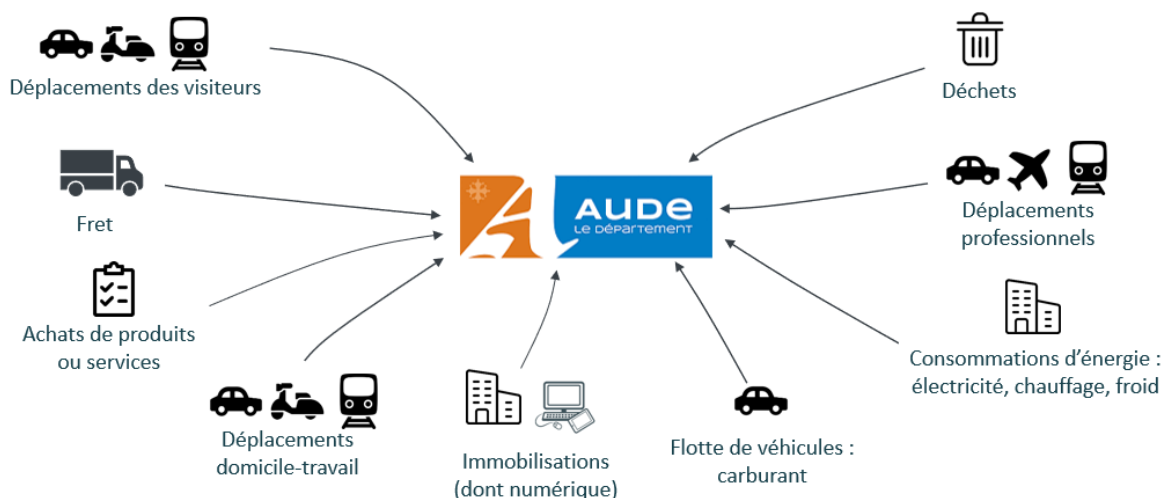 Déplacements des visiteurs
Déchets
Fret
AUDE
LE DÉPARTEMENT
Déplacements
professionnels
Achats de produits
ou services
Consommations d’énergie :
électricité, chauffage, froid
Déplacements
domicile-travail
Immobilisations
(dont numérique)
Flotte de véhicules :
carburant